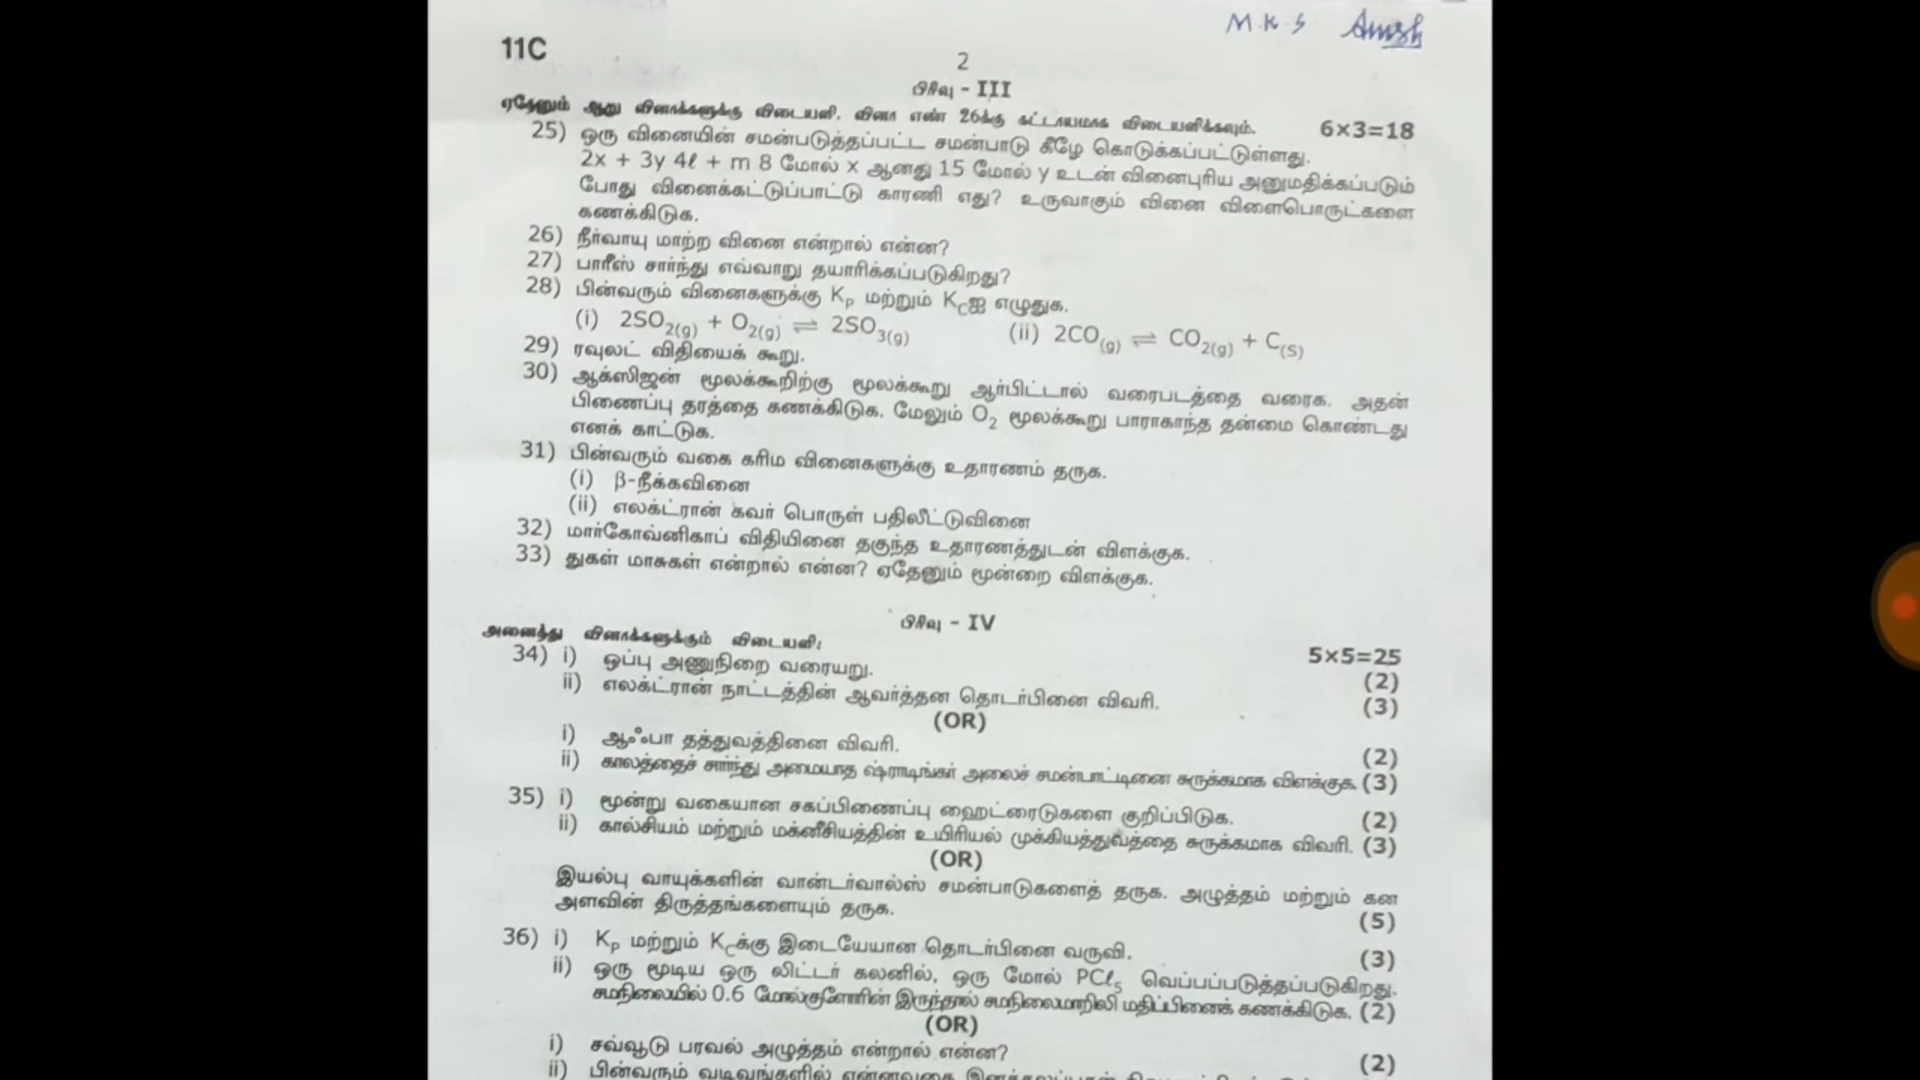 M.K.S
11C
2
பிரிவு - III
ஏதேனும் ஆறு வினாக்களுக்கு விடையளி. வினா எண் 26க்கு கட்டாயமாக விடையளிக்கவும். 6×3=18
25) ஒரு வினையின் சமன்படுத்தப்பட்ட சமன்பாடு கீழே கொடுக்கப்பட்டுள்ளது.
2x + 3y 4ℓ + m 8 மோல் x ஆனது 15 மோல் y உடன் வினைபுரிய அனுமதிக்கப்படும்
போது வினைக்கட்டுப்பாட்டு காரணி எது? உருவாகும் வினை விளைபொருட்களை
கணக்கிடுக.
26) நீர்வாயு மாற்ற வினை என்றால் என்ன?
27) பாரீஸ் சார்ந்து எவ்வாறு தயாரிக்கப்படுகிறது?
28) பின்வரும் வினைகளுக்கு Kₚ மற்றும் K_Cஐ எழுதுக.
(i) 2SO₂(g) + O₂(g) ⇌ 2SO₃(g) (ii) 2CO(g) ⇌ CO₂(g) + C(S)
29) ரவுலட் விதியைக் கூறு.
30) ஆக்ஸிஜன் மூலக்கூறிற்கு மூலக்கூறு ஆர்பிட்டால் வரைபடத்தை வரைக. அதன்
பிணைப்பு தரத்தை கணக்கிடுக. மேலும் O₂ மூலக்கூறு பாராகாந்த தன்மை கொண்டது
எனக் காட்டுக.
31) பின்வரும் வகை கரிம வினைகளுக்கு உதாரணம் தருக.
(i) β-நீக்கவினை
(ii) எலக்ட்ரான் கவர் பொருள் பதிலீட்டுவினை
32) மார்கோவ்னிகாப் விதியினை தகுந்த உதாரணத்துடன் விளக்குக.
33) துகள் மாசுகள் என்றால் என்ன? ஏதேனும் மூன்றை விளக்குக.
பிரிவு - IV
அனைத்து வினாக்களுக்கும் விடையளி: 5×5=25
34) i) ஒப்பு அணுநிறை வரையறு. (2)
ii) எலக்ட்ரான் நாட்டத்தின் ஆவர்த்தன தொடர்பினை விவரி. (3)
(OR)
i) ஆஃபா தத்துவத்தினை விவரி. (2)
ii) காலத்தைச் சார்ந்து அமையாத ஷ்ராடிங்கர் அலைச் சமன்பாட்டினை சுருக்கமாக விளக்குக. (3)
35) i) மூன்று வகையான சகப்பிணைப்பு ஹைட்ரைடுகளை குறிப்பிடுக. (2)
ii) கால்சியம் மற்றும் மக்னீசியத்தின் உயிரியல் முக்கியத்துவத்தை சுருக்கமாக விவரி. (3)
(OR)
இயல்பு வாயுக்களின் வான்டர்வால்ஸ் சமன்பாடுகளைத் தருக. அழுத்தம் மற்றும் கன
அளவின் திருத்தங்களையும் தருக. (5)
36) i) Kₚ மற்றும் K_Cக்கு இடையேயான தொடர்பினை வருவி. (3)
ii) ஒரு மூடிய ஒரு லிட்டர் கலனில், ஒரு மோல் PCℓ₅ வெப்பப்படுத்தப்படுகிறது.
சமநிலையில் 0.6 மோல்குளோரின் இருந்தால் சமநிலைமாறிலி மதிப்பினைக் கணக்கிடுக. (2)
(OR)
i) சவ்வூடு பரவல் அழுத்தம் என்றால் என்ன? (2)
ii) பின்வரும் வடிவங்களில்